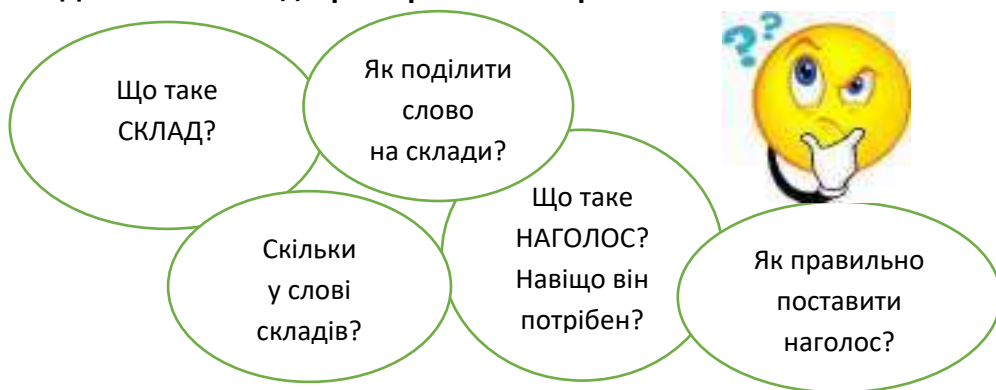 Що таке
СКЛАД?
Як поділити
слово
на склади?
Скільки
у слові
складів?
Що таке
НАГОЛОС?
Навіщо він
потрібен?
Як правильно
поставити
наголос?